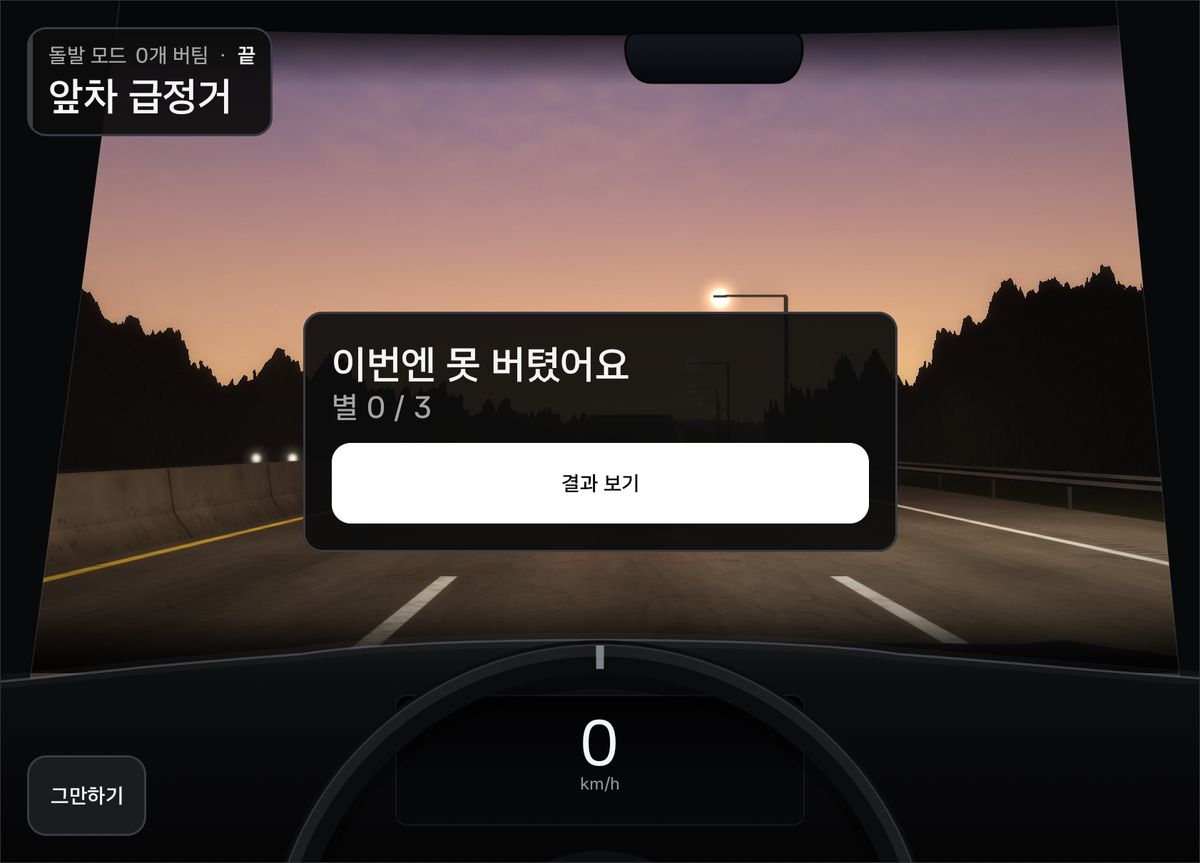 돌발 모드 0개 버팀 · 끝
앞차 급정거
이번엔 못 버텼어요
별 0 / 3
결과 보기
0
km/h
그만하기